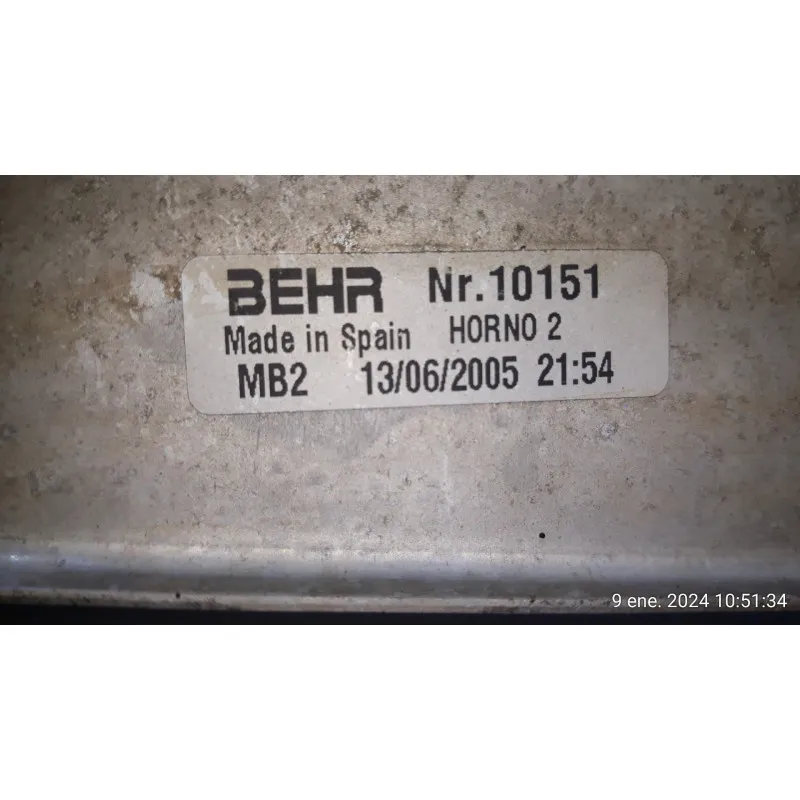 BEHR Nr.10151
Made in Spain HORNO 2
MB2 13/06/2005 21:54
9 ene. 2024 10:51:34